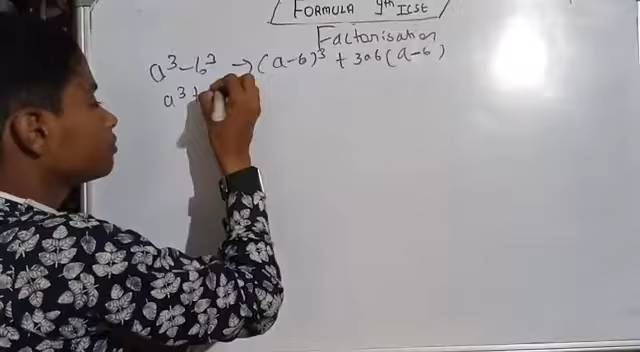 FORMULA 9th ICSE
Factorisation
a³-b³ → (a-b)³ + 3ab(a-b)
a³+